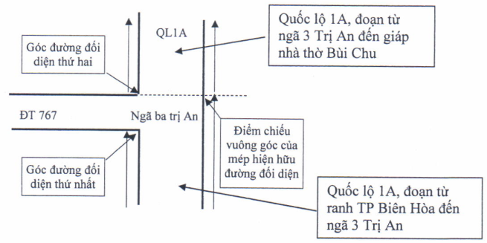 QL1A
Quốc lộ 1A, đoạn từ
ngã 3 Trị An đến giáp
nhà thờ Bùi Chu
Góc đường đối
diện thứ hai
ĐT 767
Ngã ba trị An
Điểm chiếu
vuông góc của
mép hiện hữu
đường đối diện
Góc đường đối
diện thứ nhất
Quốc lộ 1A, đoạn từ
ranh TP Biên Hòa đến
ngã 3 Trị An